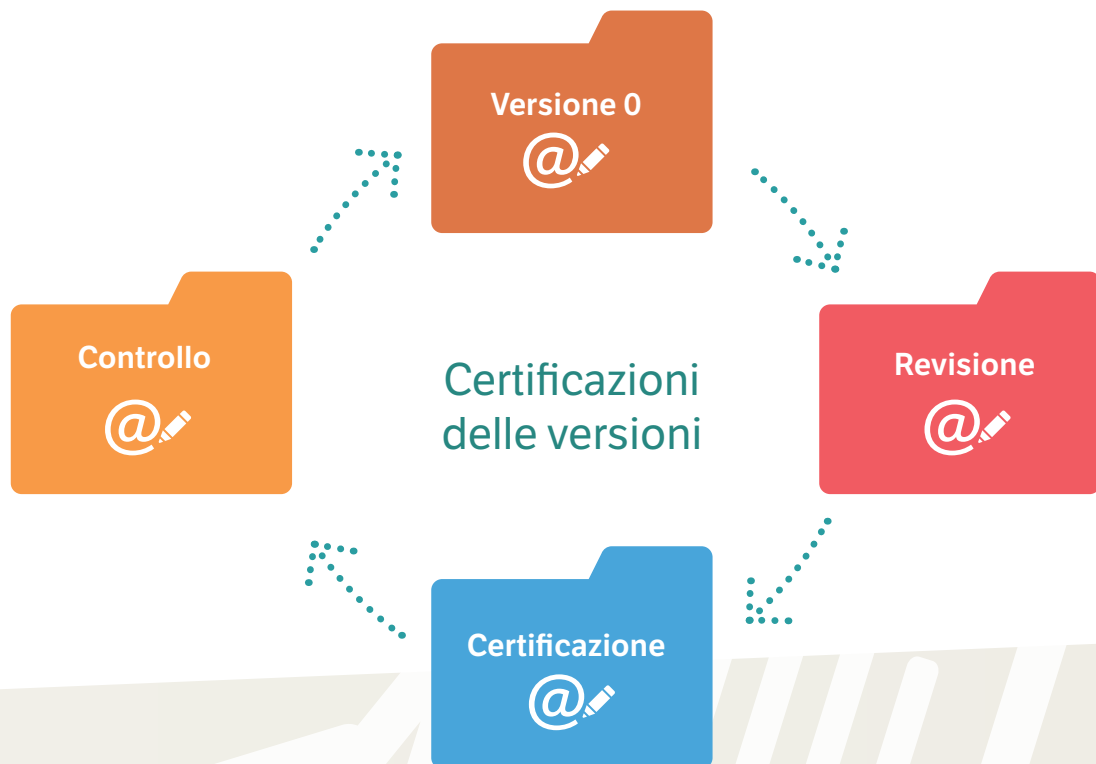 Versione 0
@
Controllo
@
Certificazioni
delle versioni
Revisione
@
Certificazione
@